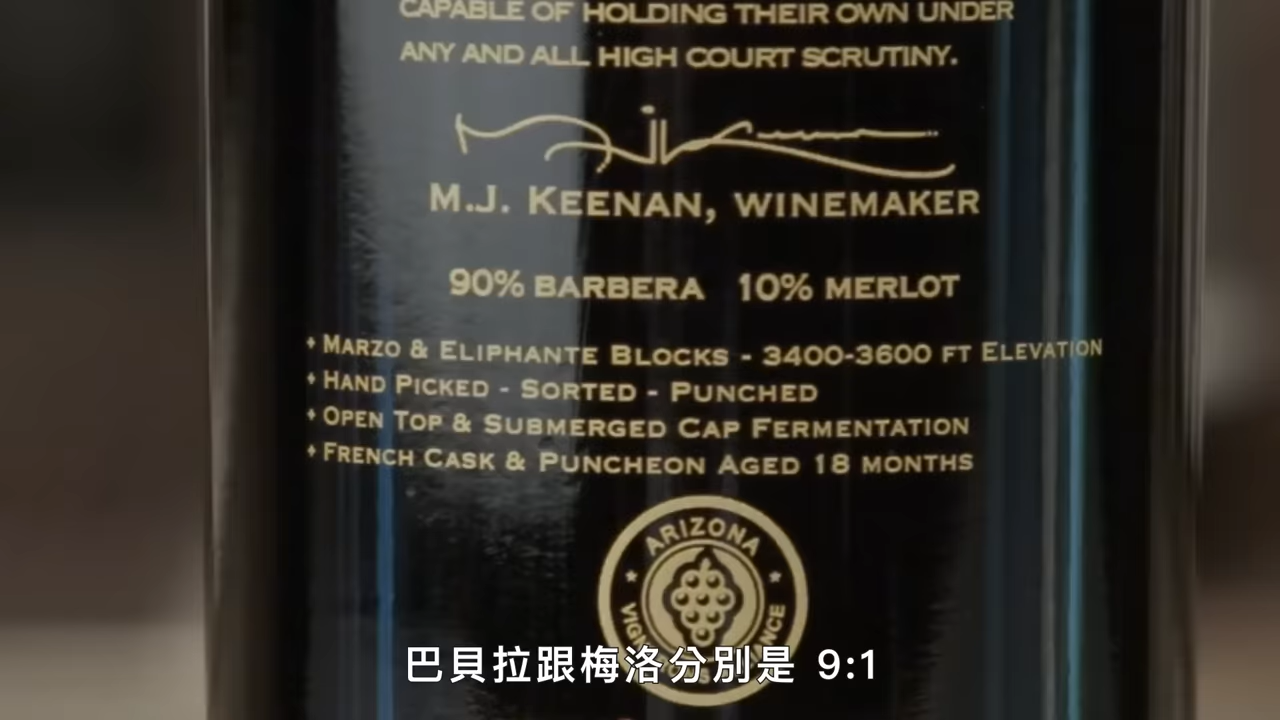 CAPABLE OF HOLDING THEIR OWN UNDER
ANY AND ALL HIGH COURT SCRUTINY.
M.J. KEENAN, WINEMAKER
90% BARBERA 10% MERLOT
MARZO & ELIPHANTE BLOCKS - 3400-3600 FT ELEVATION
HAND PICKED - SORTED - PUNCHED
OPEN TOP & SUBMERGED CAP FERMENTATION
FRENCH CASK & PUNCHEON AGED 18 MONTHS
ARIZONA
巴貝拉跟梅洛分別是 9:1